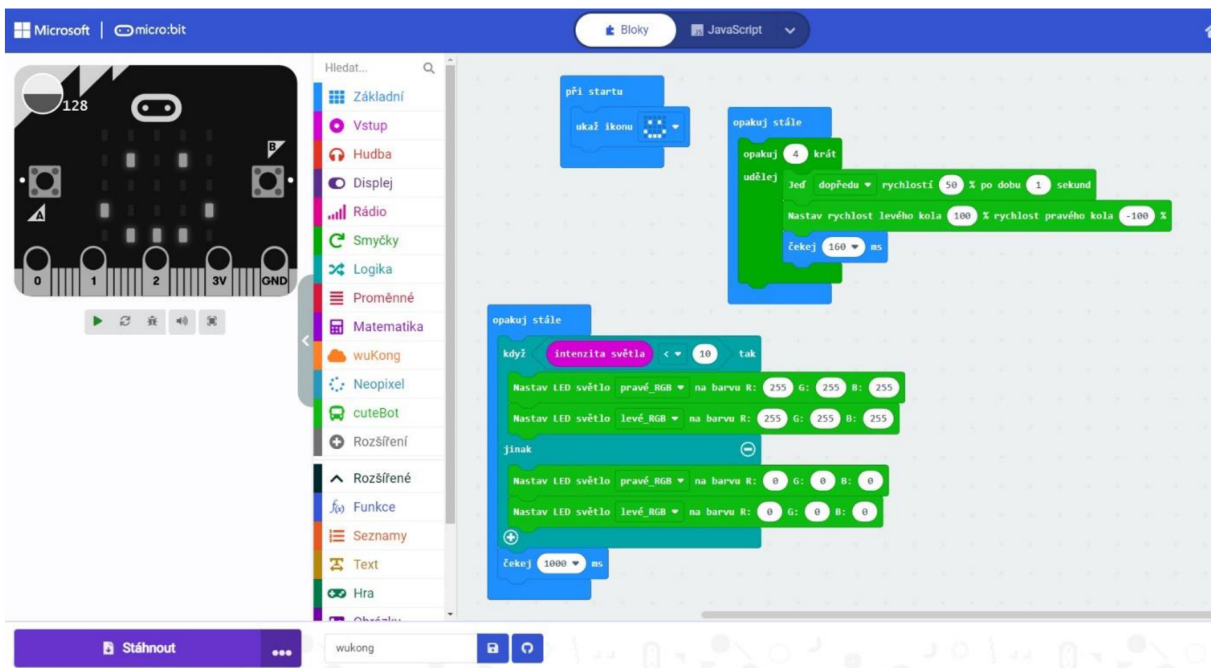 Microsoft micro:bit
Bloky
JavaScript
128
B
A
0 1 2 3V GND
Hledat...
Základní
Vstup
Hudba
Displej
Rádio
Smyčky
Logika
Proměnné
Matematika
wuKong
Neopixel
cuteBot
Rozšíření
Rozšířené
Funkce
Seznamy
Text
Hra
při startu
ukaž ikonu
opakuj stále
opakuj 4 krát
udělej
Jeď dopředu rychlostí 50 % po dobu 1 sekund
Nastav rychlost levého kola 100 % rychlost pravého kola -100 %
čekej 160 ms
opakuj stále
když intenzita světla < 10 tak
Nastav LED světlo pravé_RGB na barvu R: 255 G: 255 B: 255
Nastav LED světlo levé_RGB na barvu R: 255 G: 255 B: 255
jinak
Nastav LED světlo pravé_RGB na barvu R: 0 G: 0 B: 0
Nastav LED světlo levé_RGB na barvu R: 0 G: 0 B: 0
čekej 1000 ms
Stáhnout
wukong